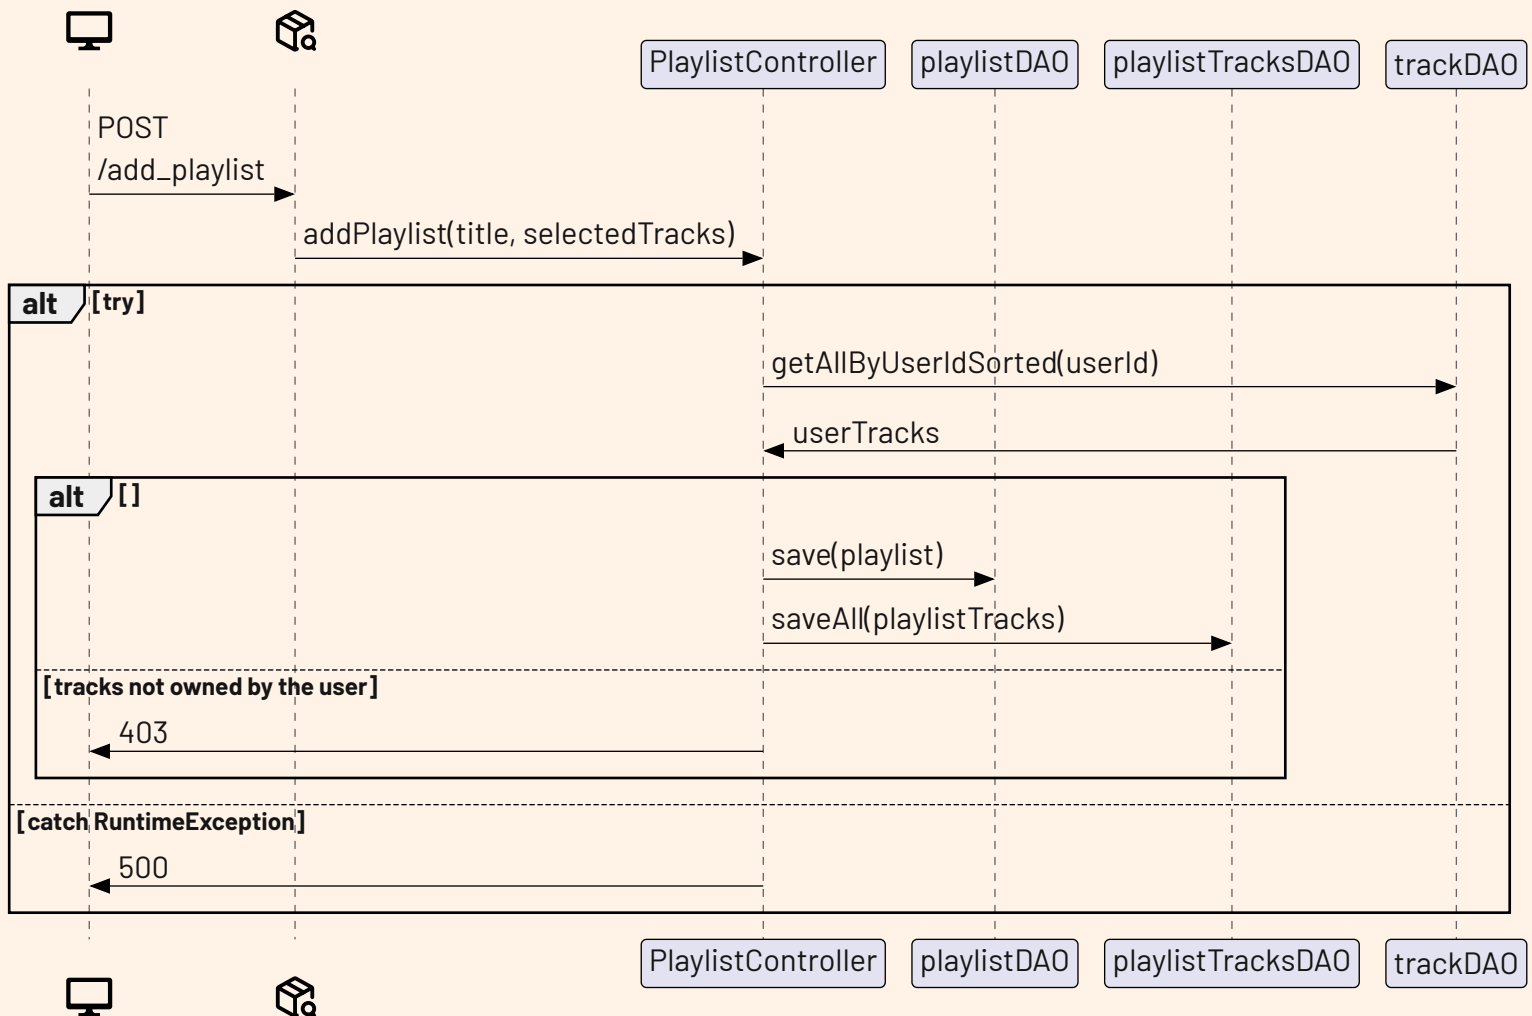 PlaylistController
playlistDAO
playlistTracksDAO
trackDAO
POST
/add_playlist
addPlaylist(title, selectedTracks)
alt [try]
getAllByUserIdSorted(userId)
userTracks
alt []
save(playlist)
saveAll(playlistTracks)
[tracks not owned by the user]
403
[catch RuntimeException]
500
PlaylistController
playlistDAO
playlistTracksDAO
trackDAO